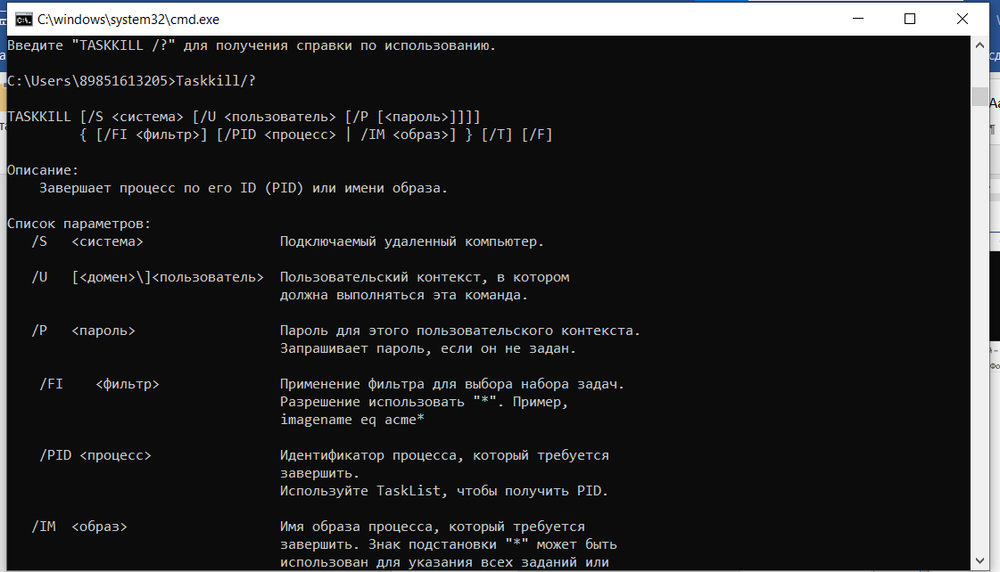 C:\windows\system32\cmd.exe
Введите "TASKKILL /?" для получения справки по использованию.
C:\Users\89851613205>Taskkill/?
TASKKILL [/S <система> [/U <пользователь> [/P [<пароль>]]]]
{ [/FI <фильтр>] [/PID <процесс> | /IM <образ>] } [/T] [/F]
Описание:
Завершает процесс по его ID (PID) или имени образа.
Список параметров:
/S <система> Подключаемый удаленный компьютер.
/U [<домен>\]<пользователь> Пользовательский контекст, в котором
должна выполняться эта команда.
/P <пароль> Пароль для этого пользовательского контекста.
Запрашивает пароль, если он не задан.
/FI <фильтр> Применение фильтра для выбора набора задач.
Разрешение использовать "*". Пример,
imagename eq acme*
/PID <процесс> Идентификатор процесса, который требуется
завершить.
Используйте TaskList, чтобы получить PID.
/IM <образ> Имя образа процесса, который требуется
завершить. Знак подстановки "*" может быть
использован для указания всех заданий или